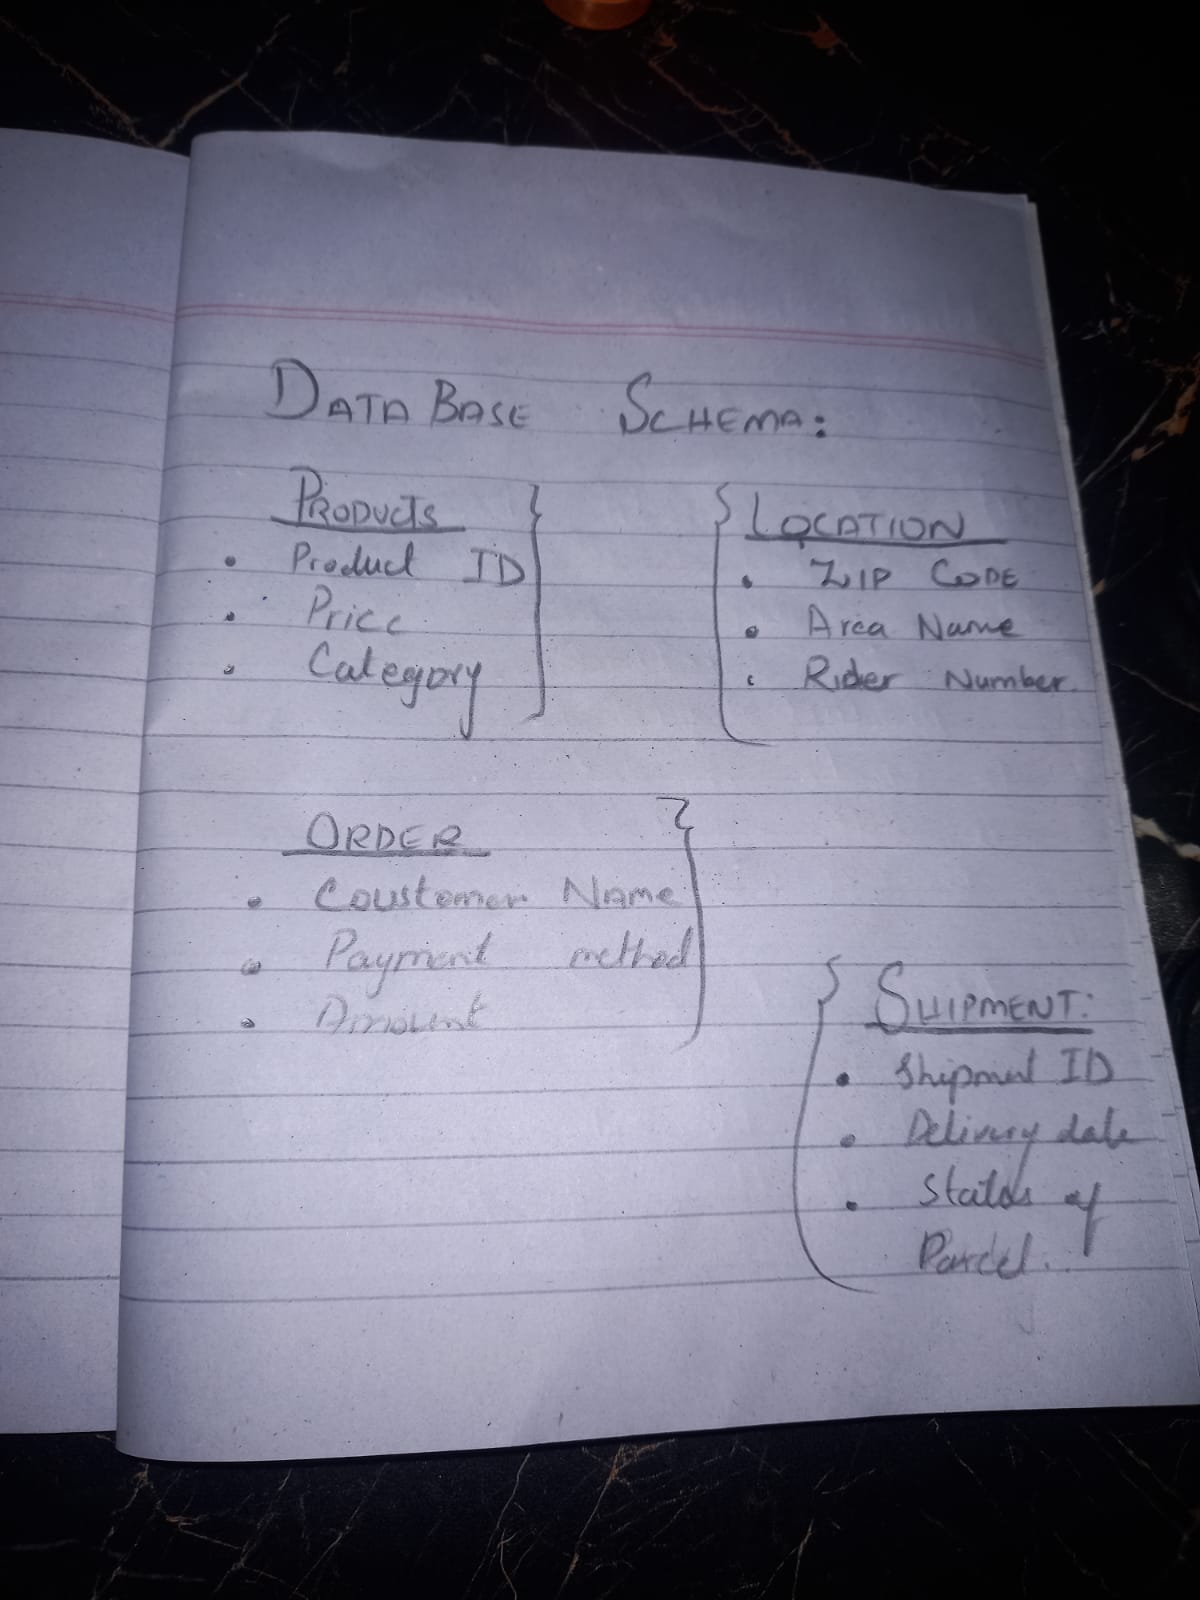 DATA BASE SCHEMA:
PRODUCTS
• Product ID
• Price
• Category
LOCATION
• ZIP CODE
• Area Name
• Rider Number
ORDER
• Coustomer Name
• Payment method
• Amount
SHIPMENT:
• Shipment ID
• Delivery date
• Status of
Parcel.